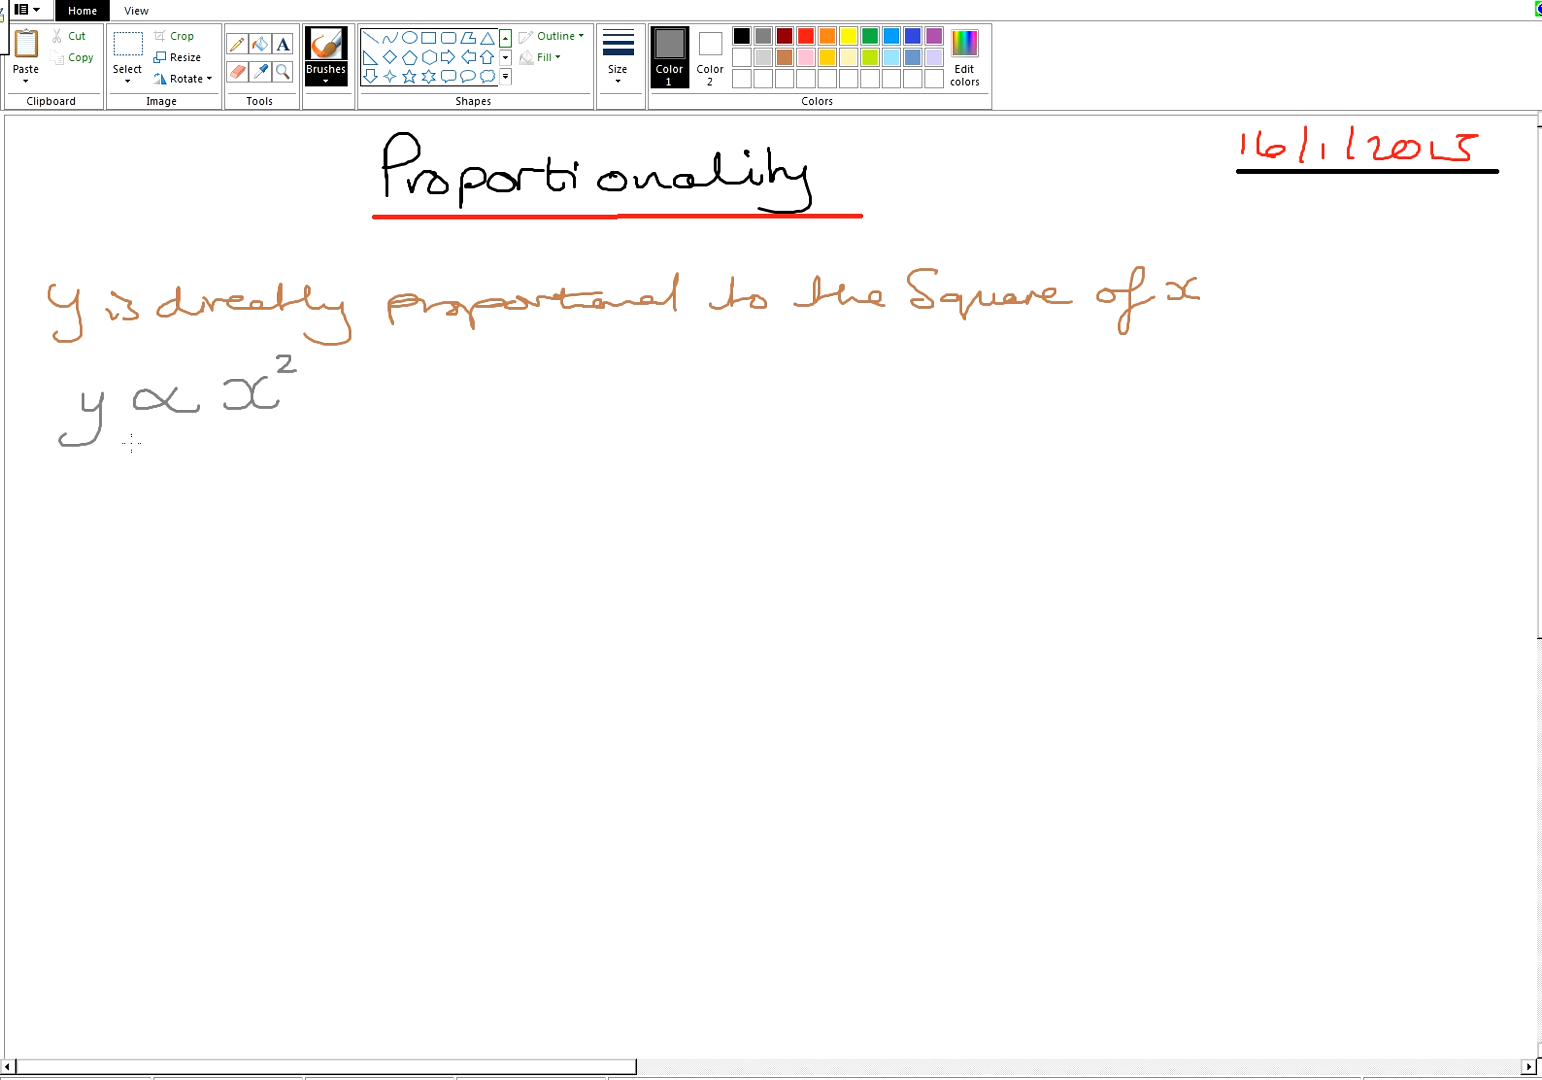 Home View
Cut
Copy
Paste
Clipboard
Select
Crop
Resize
Rotate
Image
A
Tools
Brushes
Outline
Fill
Shapes
Size
Color 1
Color 2
Edit colors
Colors
Proportionality
16/1/2015
y is directly proportional to the Square of x
y ∝ x²